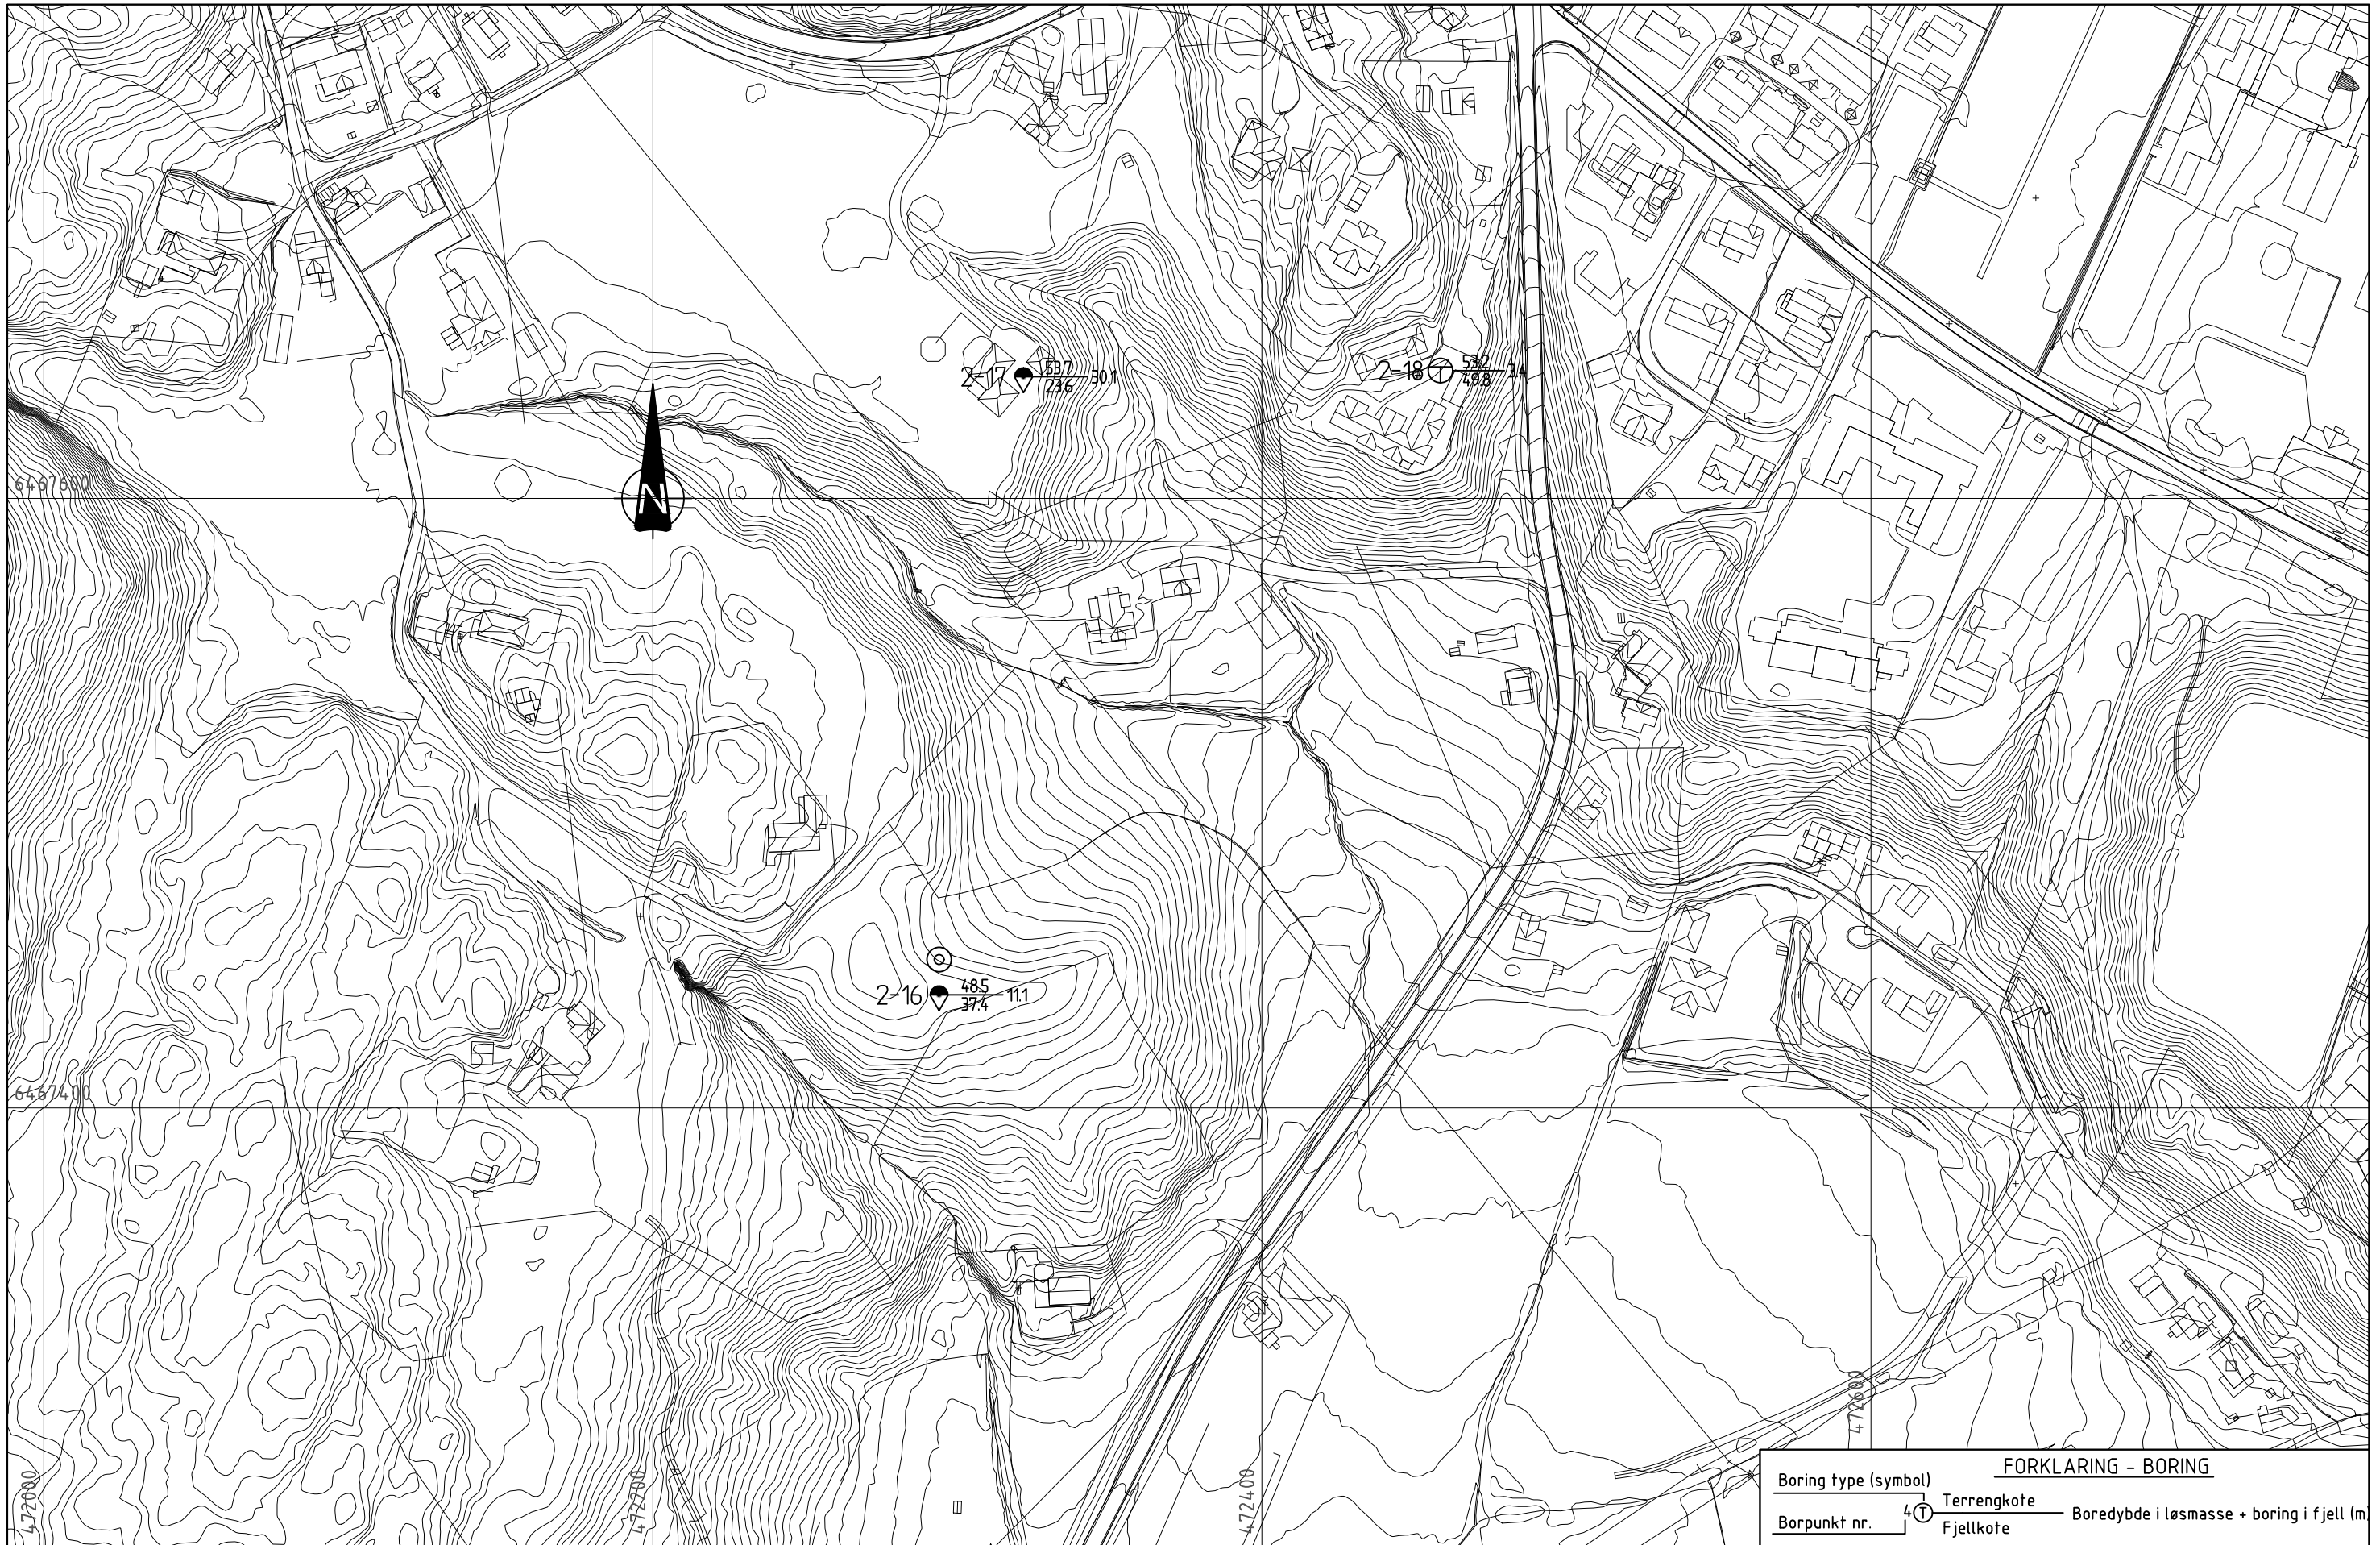 2-17 53.7 30.1
23.6
2-18 53.2 3.4
49.8
6467600
N
2-16 48.5 11.1
37.4
6467400
472000
472200
472400
472600
FORKLARING - BORING
Boring type (symbol)
4 T Terrengkote
Boredybde i løsmasse + boring i fjell (m
Borpunkt nr.
Fjellkote